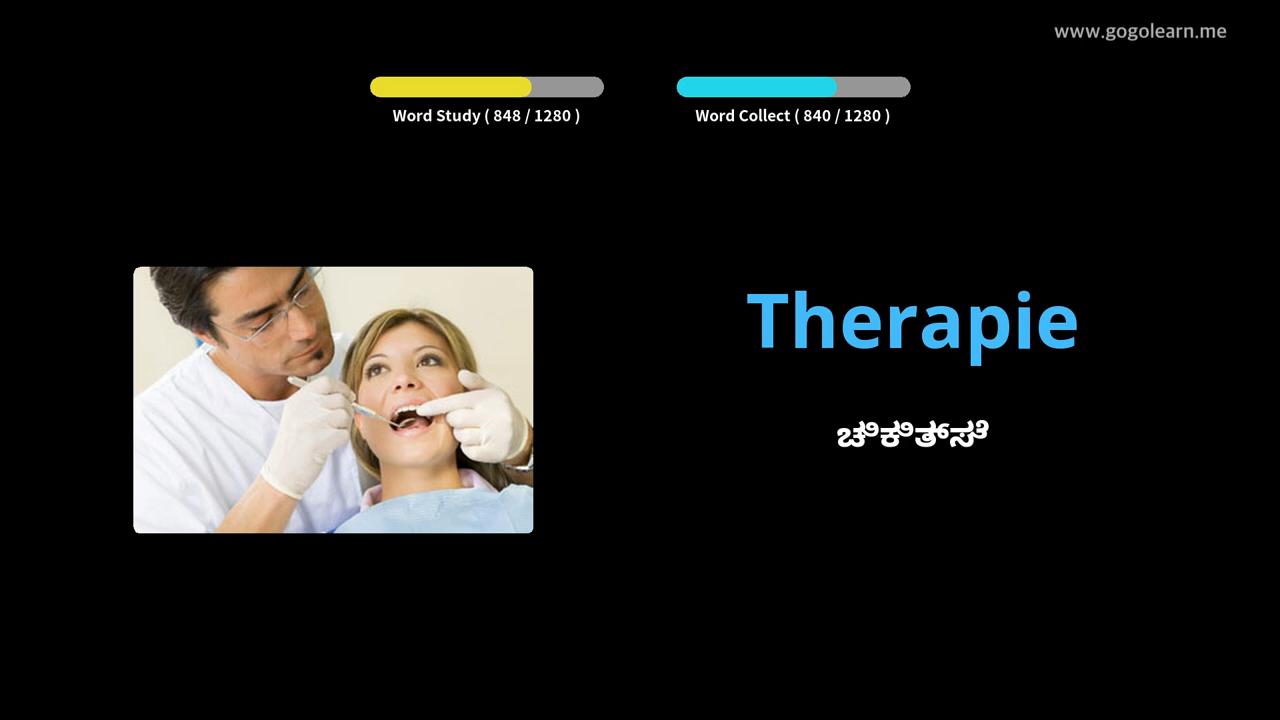 www.gogolearn.me
Word Study ( 848 / 1280 )
Word Collect ( 840 / 1280 )
Therapie
ಚಿಕಿತ್ಸೆ